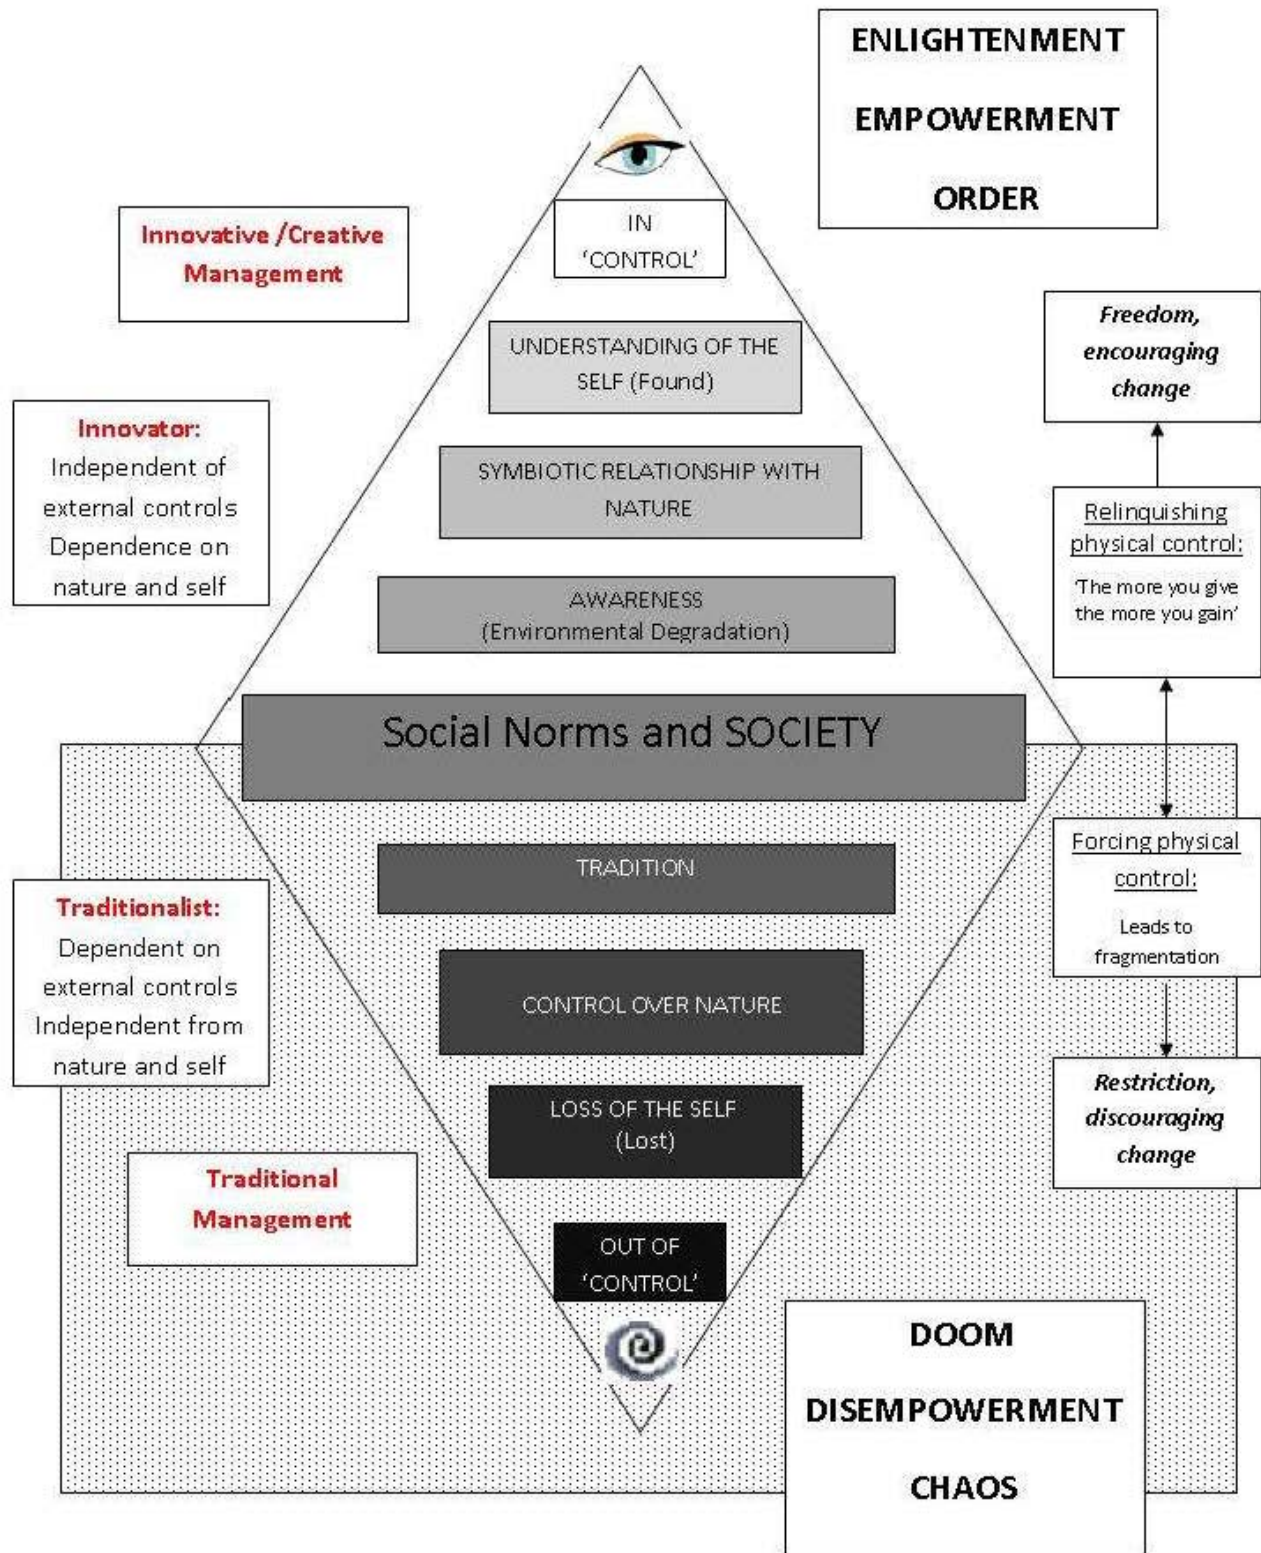 ENLIGHTENMENT
EMPOWERMENT
ORDER
IN
‘CONTROL’
Innovative /Creative
Management
UNDERSTANDING OF THE
SELF (Found)
Freedom,
encouraging
change
Innovator:
Independent of
external controls
Dependence on
nature and self
SYMBIOTIC RELATIONSHIP WITH
NATURE
Relinquishing
physical control:
‘The more you give
the more you gain’
AWARENESS
(Environmental Degradation)
Social Norms and SOCIETY
TRADITION
Forcing physical
control:
Leads to
fragmentation
Traditionalist:
Dependent on
external controls
Independent from
nature and self
CONTROL OVER NATURE
LOSS OF THE SELF
(Lost)
Restriction,
discouraging
change
Traditional
Management
OUT OF
‘CONTROL’
DOOM
DISEMPOWERMENT
CHAOS